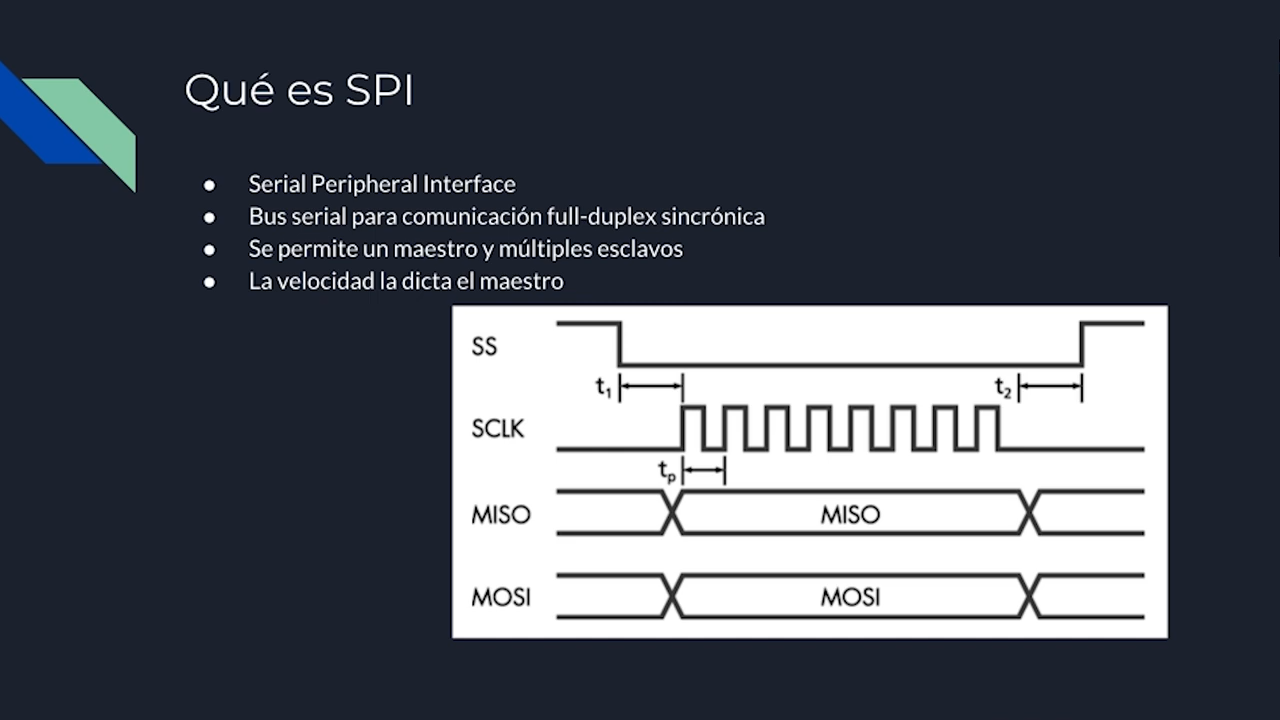 Qué es SPI
● Serial Peripheral Interface
● Bus serial para comunicación full-duplex sincrónica
● Se permite un maestro y múltiples esclavos
● La velocidad la dicta el maestro
SS
t1 t2
SCLK
tp
MISO MISO
MOSI MOSI